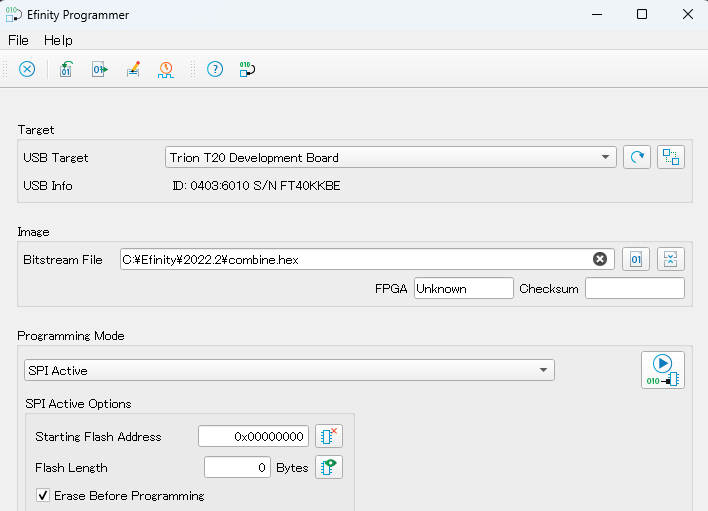 Efinity Programmer
File Help
Target
USB Target Trion T20 Development Board
USB Info ID: 0403:6010 S/N FT40KKBE
Image
Bitstream File C:¥Efinity¥2022.2¥combine.hex
FPGA Unknown Checksum
Programming Mode
SPI Active
SPI Active Options
Starting Flash Address 0x00000000
Flash Length 0 Bytes
Erase Before Programming